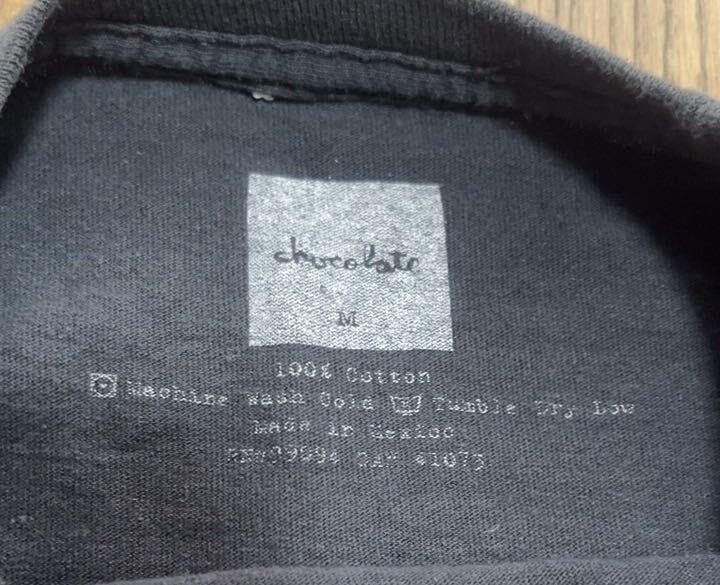 chocolate
M
100% Cotton
Machine Wash Cold Tumble Dry Low
Made in Mexico